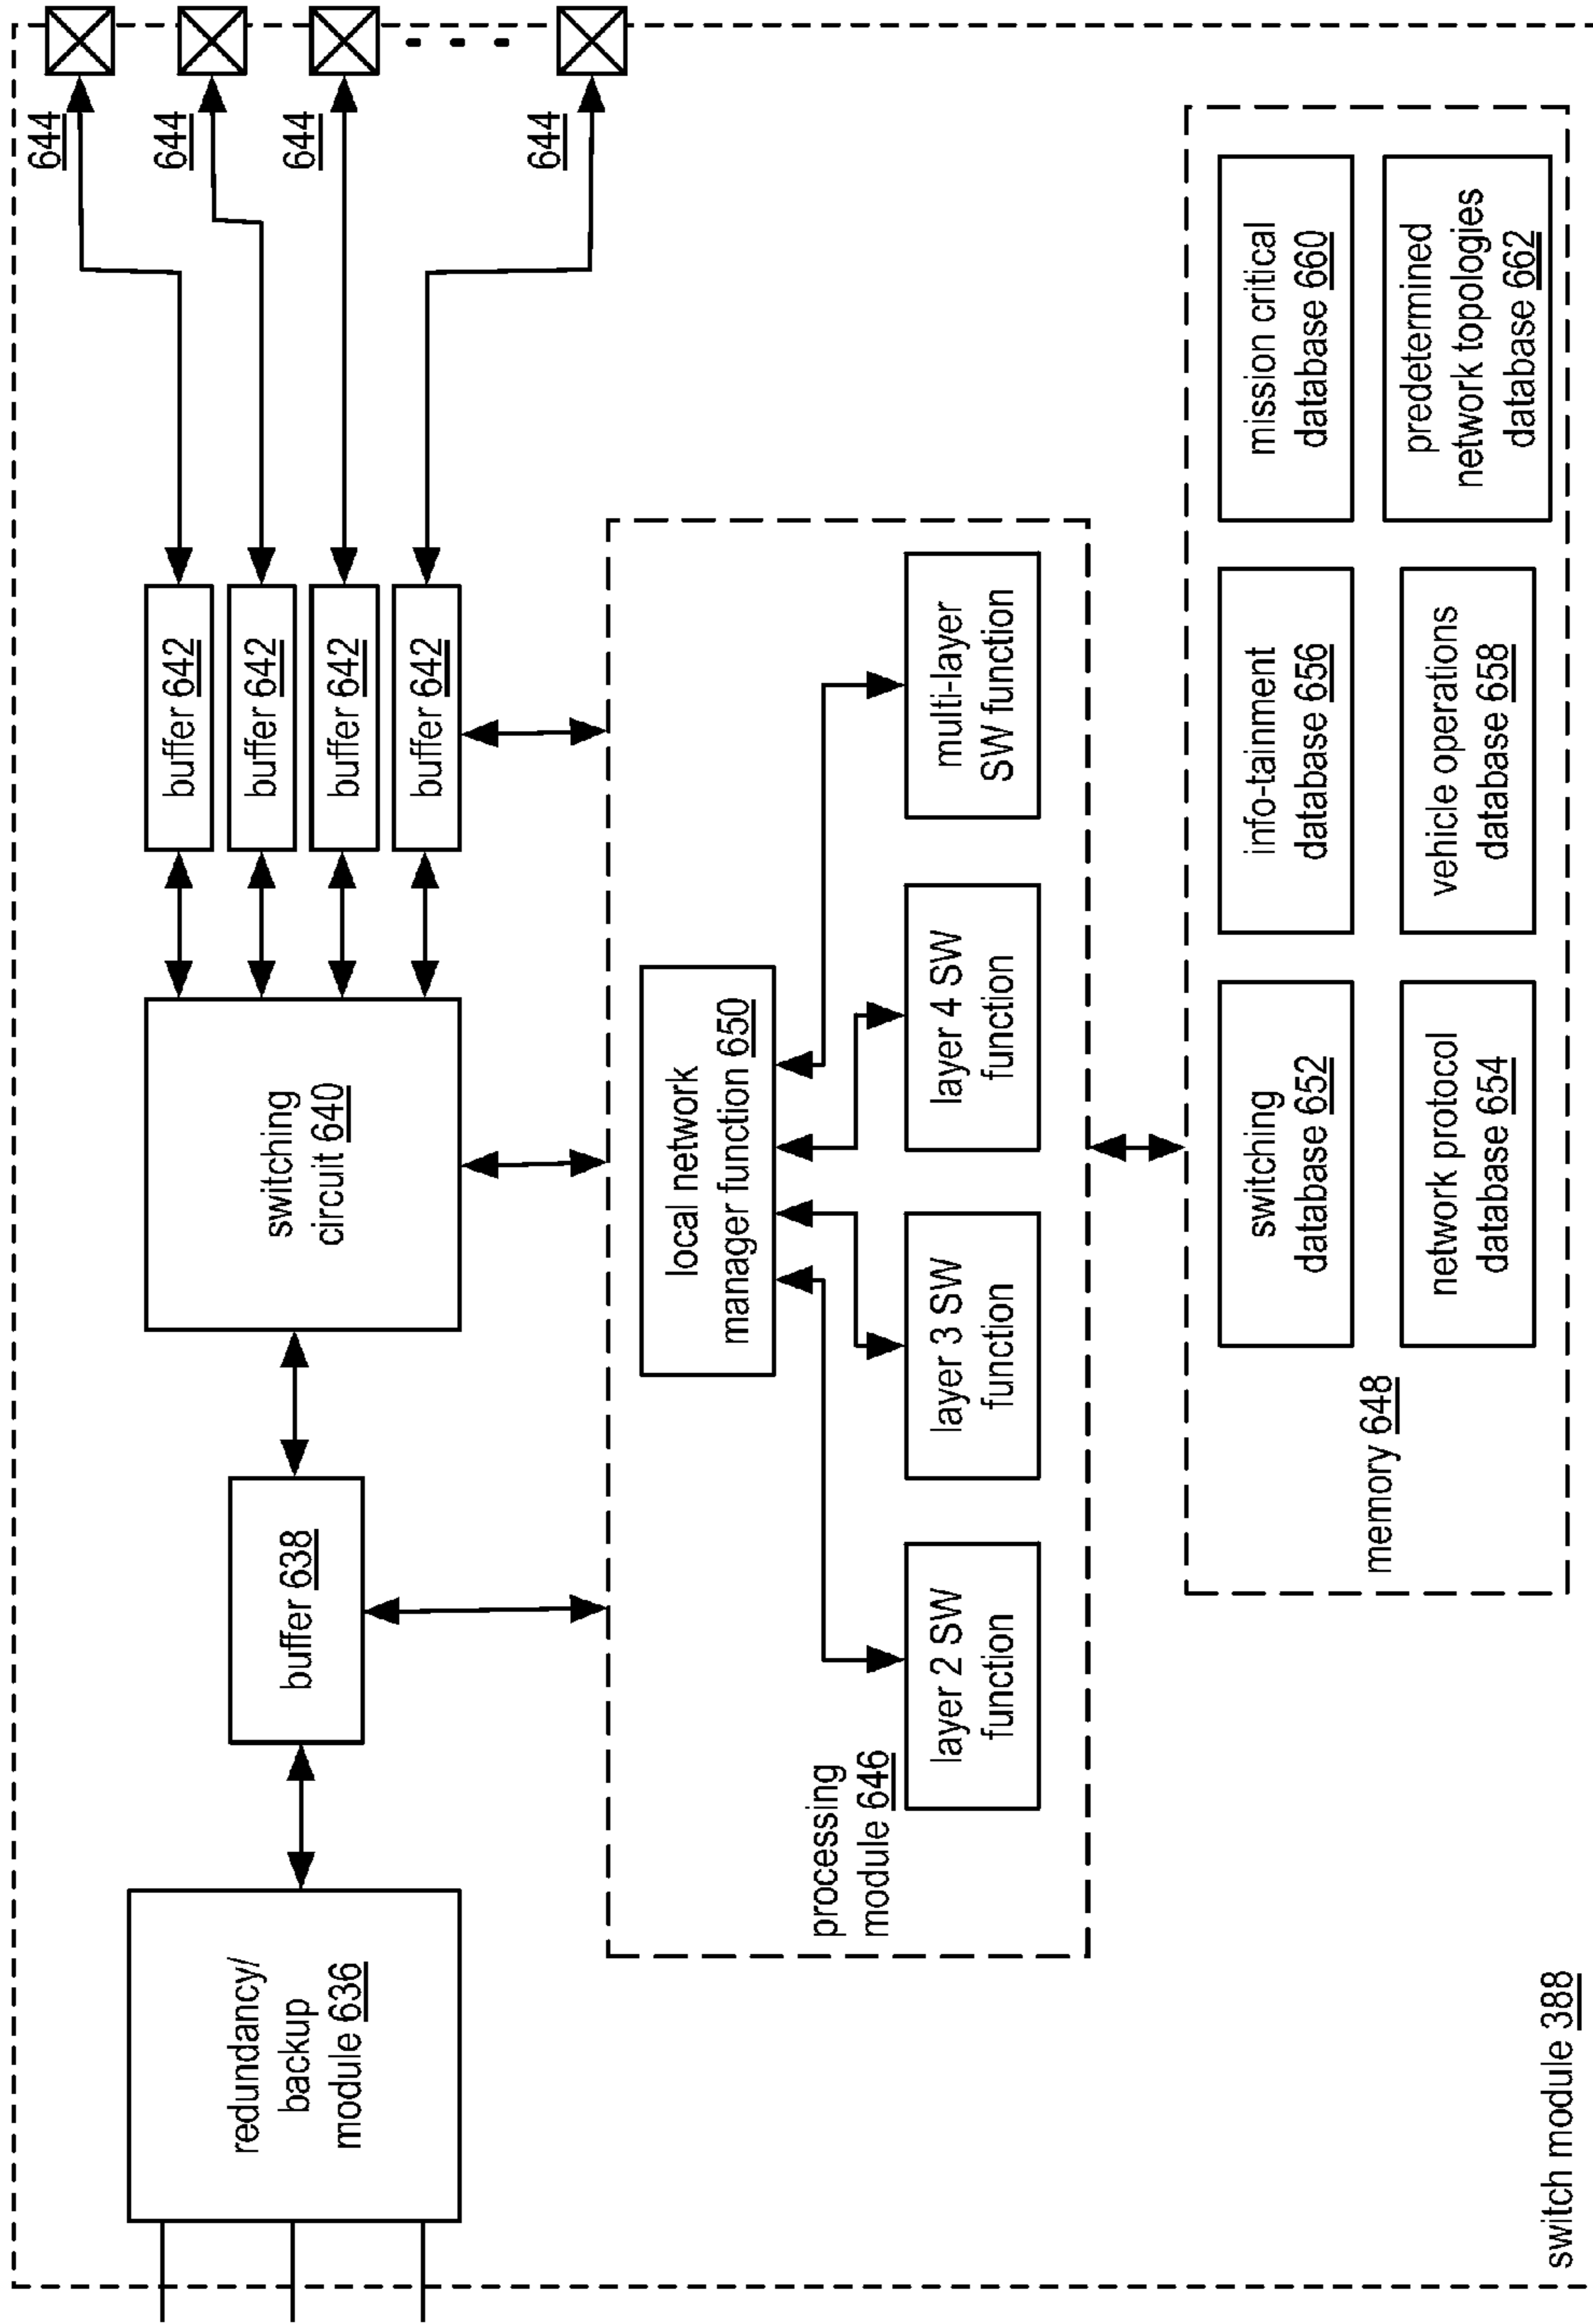 redundancy/
backup
module 636
buffer 638
switching
circuit 640
buffer 642
buffer 642
buffer 642
buffer 642
644
644
644
644
local network
manager function 650
processing
module 646
layer 2 SW
function
layer 3 SW
function
layer 4 SW
function
multi-layer
SW function
memory 648
switching
database 652
info-tainment
database 656
mission critical
database 660
network protocol
database 654
vehicle operations
database 658
predetermined
network topologies
database 662
switch module 388